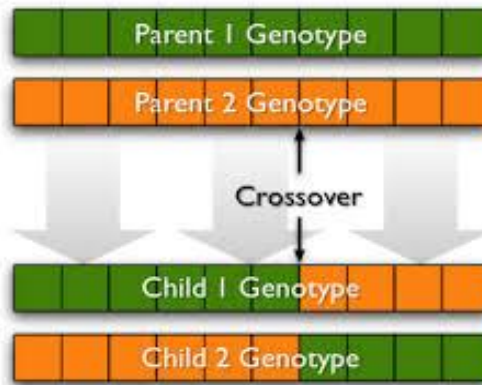 Parent 1 Genotype
Parent 2 Genotype
Crossover
Child 1 Genotype
Child 2 Genotype